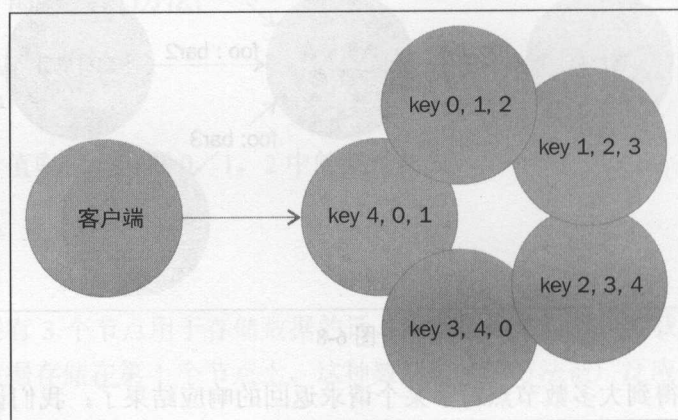 key 0, 1, 2
key 1, 2, 3
客户端
key 4, 0, 1
key 2, 3, 4
key 3, 4, 0